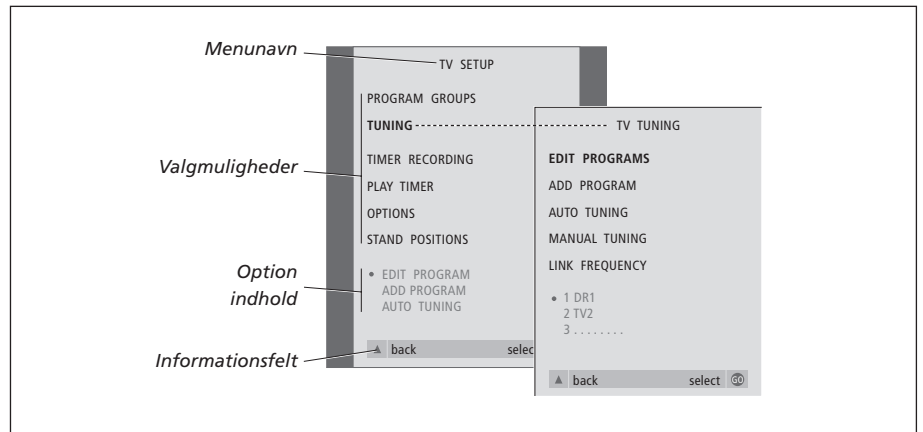 Menunavn
Valgmuligheder
Option
indhold
Informationsfelt
TV SETUP
PROGRAM GROUPS
TUNING
TIMER RECORDING
PLAY TIMER
OPTIONS
STAND POSITIONS
• EDIT PROGRAM
ADD PROGRAM
AUTO TUNING
▲ back selec
TV TUNING
EDIT PROGRAMS
ADD PROGRAM
AUTO TUNING
MANUAL TUNING
LINK FREQUENCY
• 1 DR1
2 TV2
3 . . . . . . . .
▲ back select GO